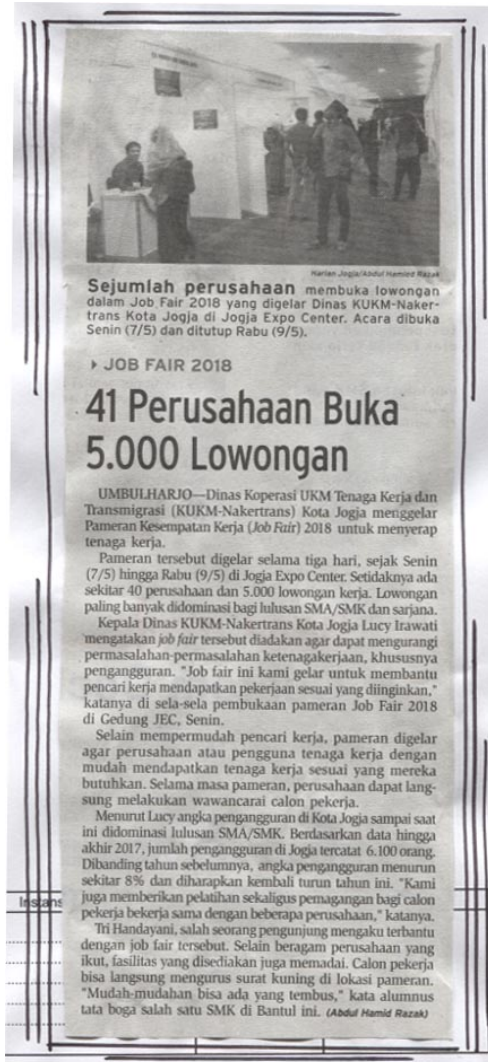 Harian Jogja/Abdul Hamied Razak
Sejumlah perusahaan membuka lowongan
dalam Job Fair 2018 yang digelar Dinas KUKM-Naker-
trans Kota Jogja di Jogja Expo Center. Acara dibuka
Senin (7/5) dan ditutup Rabu (9/5).
JOB FAIR 2018
41 Perusahaan Buka
5.000 Lowongan
UMBULHARJO—Dinas Koperasi UKM Tenaga Kerja dan
Transmigrasi (KUKM-Nakertrans) Kota Jogja menggelar
Pameran Kesempatan Kerja (Job Fair) 2018 untuk menyerap
tenaga kerja.
Pameran tersebut digelar selama tiga hari, sejak Senin
(7/5) hingga Rabu (9/5) di Jogja Expo Center. Setidaknya ada
sekitar 40 perusahaan dan 5.000 lowongan kerja. Lowongan
paling banyak didominasi bagi lulusan SMA/SMK dan sarjana.
Kepala Dinas KUKM-Nakertrans Kota Jogja Lucy Irawati
mengatakan job fair tersebut diadakan agar dapat mengurangi
permasalahan-permasalahan ketenagakerjaan, khususnya
pengangguran. "Job fair ini kami gelar untuk membantu
pencari kerja mendapatkan pekerjaan sesuai yang diinginkan,"
katanya di sela-sela pembukaan pameran Job Fair 2018
di Gedung JEC, Senin.
Selain mempermudah pencari kerja, pameran digelar
agar perusahaan atau pengguna tenaga kerja dengan
mudah mendapatkan tenaga kerja sesuai yang mereka
butuhkan. Selama masa pameran, perusahaan dapat lang-
sung melakukan wawancarai calon pekerja.
Menurut Lucy angka pengangguran di Kota Jogja sampai saat
ini didominasi lulusan SMA/SMK. Berdasarkan data hingga
akhir 2017, jumlah pengangguran di Jogja tercatat 6.100 orang.
Dibanding tahun sebelumnya, angka pengangguran menurun
sekitar 8% dan diharapkan kembali turun tahun ini. "Kami
juga memberikan pelatihan sekaligus pemagangan bagi calon
pekerja bekerja sama dengan beberapa perusahaan," katanya.
Tri Handayani, salah seorang pengunjung mengaku terbantu
dengan job fair tersebut. Selain beragam perusahaan yang
ikut, fasilitas yang disediakan juga memadai. Calon pekerja
bisa langsung mengurus surat kuning di lokasi pameran.
"Mudah-mudahan bisa ada yang tembus," kata alumnus
tata boga salah satu SMK di Bantul ini. (Abdul Hamid Razak)
Instans